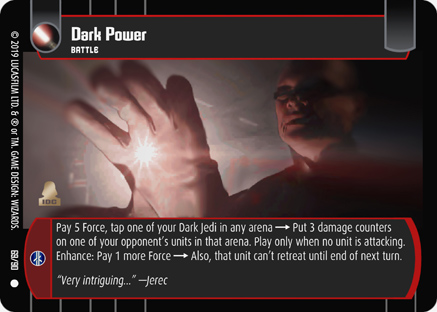 Dark Power
BATTLE
© 2019 LUCASFILM LTD. & ® or TM. GAME DESIGN: WIZARDS.
IDG
Pay 5 Force, tap one of your Dark Jedi in any arena → Put 3 damage counters
on one of your opponent's units in that arena. Play only when no unit is attacking.
Enhance: Pay 1 more Force → Also, that unit can't retreat until end of next turn.
"Very intriguing..." —Jerec